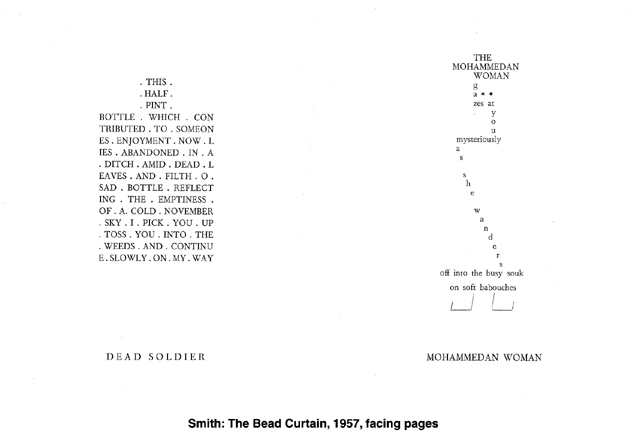 . THIS .
. HALF .
. PINT .
BOTTLE . WHICH . CON
TRIBUTED . TO . SOMEON
ES . ENJOYMENT . NOW . L
IES . ABANDONED . IN . A
. DITCH . AMID . DEAD . L
EAVES . AND . FILTH . O .
SAD . BOTTLE . REFLECT
ING . THE . EMPTINESS .
OF . A . COLD . NOVEMBER
. SKY . I . PICK . YOU . UP
. TOSS . YOU . INTO . THE
. WEEDS . AND . CONTINU
E . SLOWLY . ON . MY . WAY
DEAD SOLDIER
THE
MOHAMMEDAN
WOMAN
g
a * *
zes at
y
o
u
mysteriously
a
s
s
h
e
w
a
n
d
e
r
s
off into the busy souk
on soft babouches
MOHAMMEDAN WOMAN
Smith: The Bead Curtain, 1957, facing pages